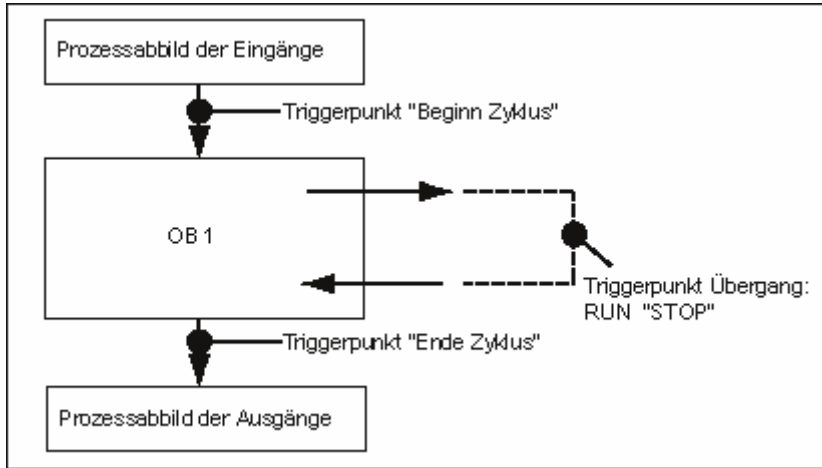 Prozessabbild der Eingänge
Triggerpunkt "Beginn Zyklus"
OB 1
Triggerpunkt Übergang:
RUN "STOP"
Triggerpunkt "Ende Zyklus"
Prozessabbild der Ausgänge